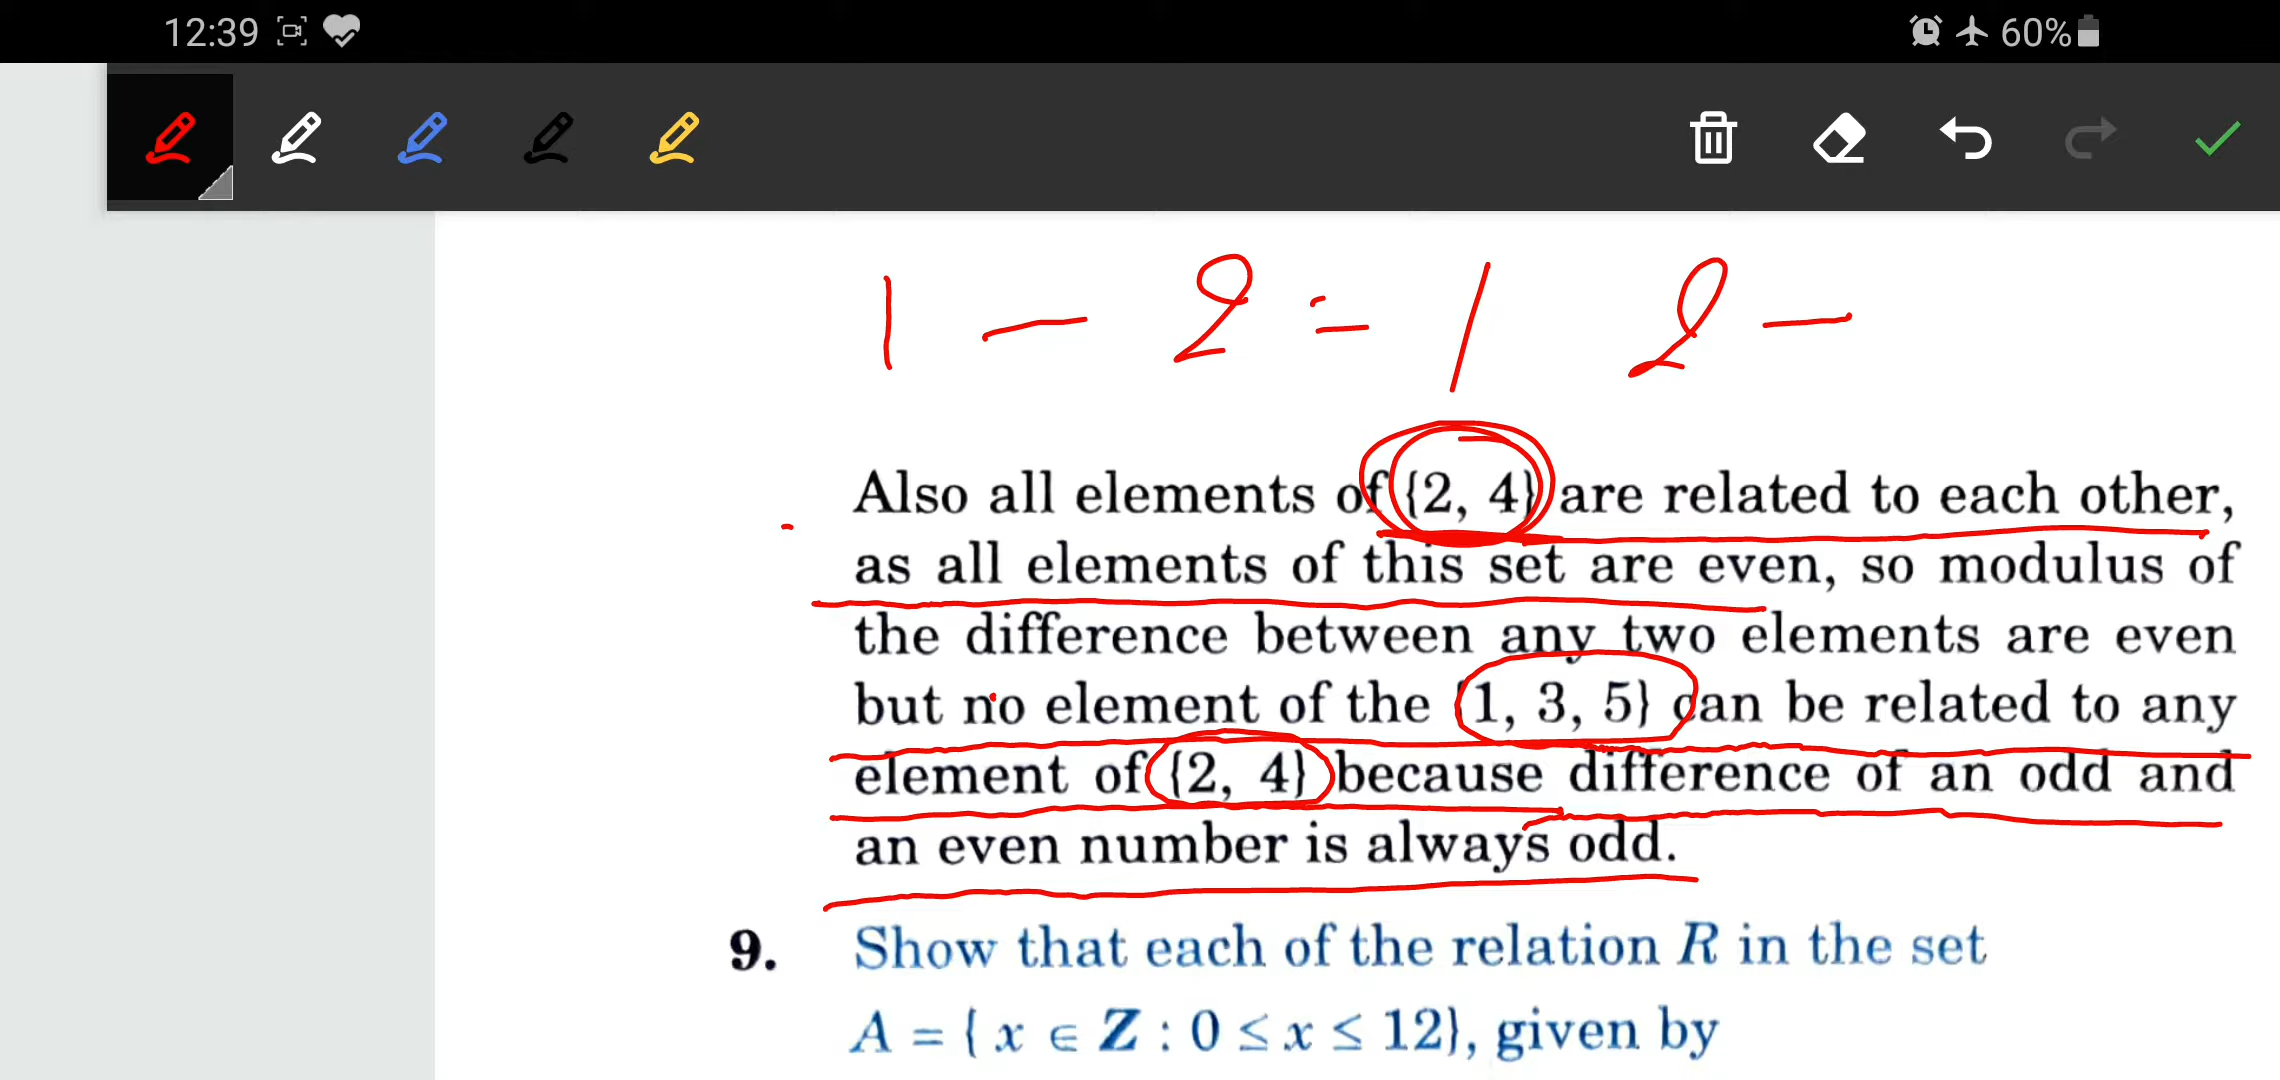 12:39 60%
1 — 2 = 1 2 —
Also all elements of {2, 4} are related to each other,
as all elements of this set are even, so modulus of
the difference between any two elements are even
but no element of the {1, 3, 5} can be related to any
element of {2, 4} because difference of an odd and
an even number is always odd.
9. Show that each of the relation R in the set
A = { x ∈ Z : 0 ≤ x ≤ 12}, given by